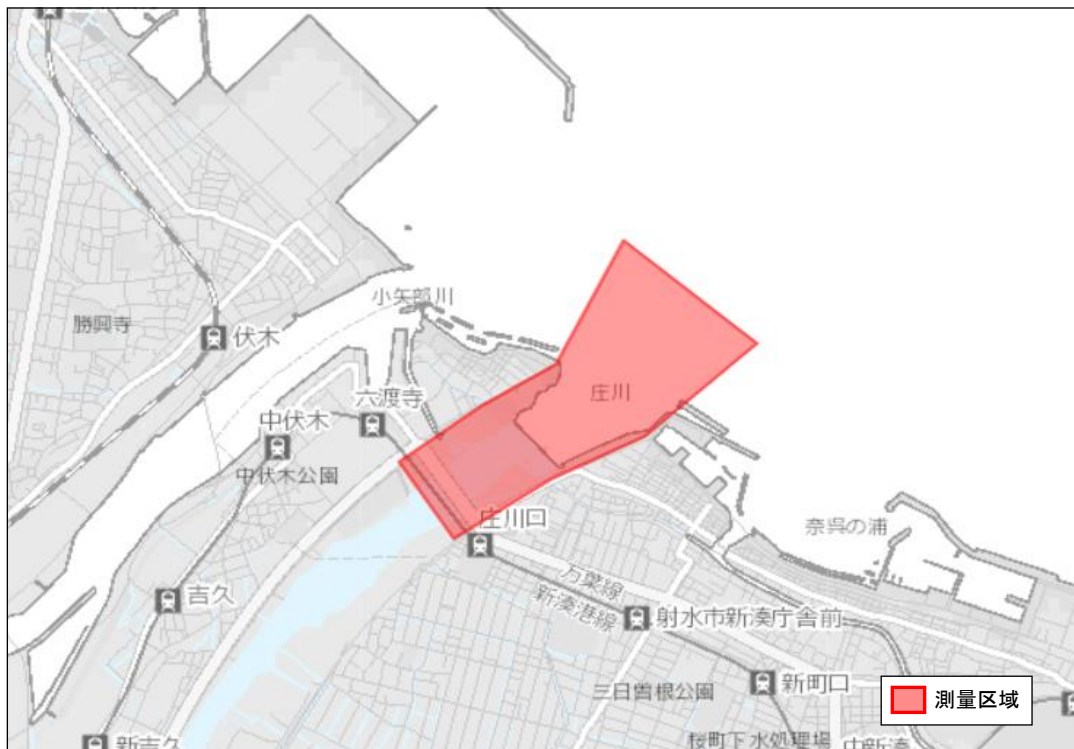 小矢部川
勝興寺
伏木
庄川
六渡寺
中伏木
中伏木公園
庄川口
奈呉の浦
吉久
万葉線
新湊港線
射水市新湊庁舎前
三日曽根公園
新町口
測量区域
新吉久
桜町下水処理場
中新湊